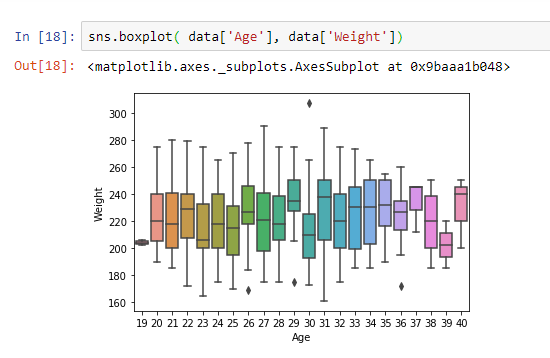 In [18]: sns.boxplot( data['Age'], data['Weight'])
Out[18]: <matplotlib.axes._subplots.AxesSubplot at 0x9baaa1b048>
300
280
260
240
220
200
180
160
Weight
19 20 21 22 23 24 25 26 27 28 29 30 31 32 33 34 35 36 37 38 39 40
Age